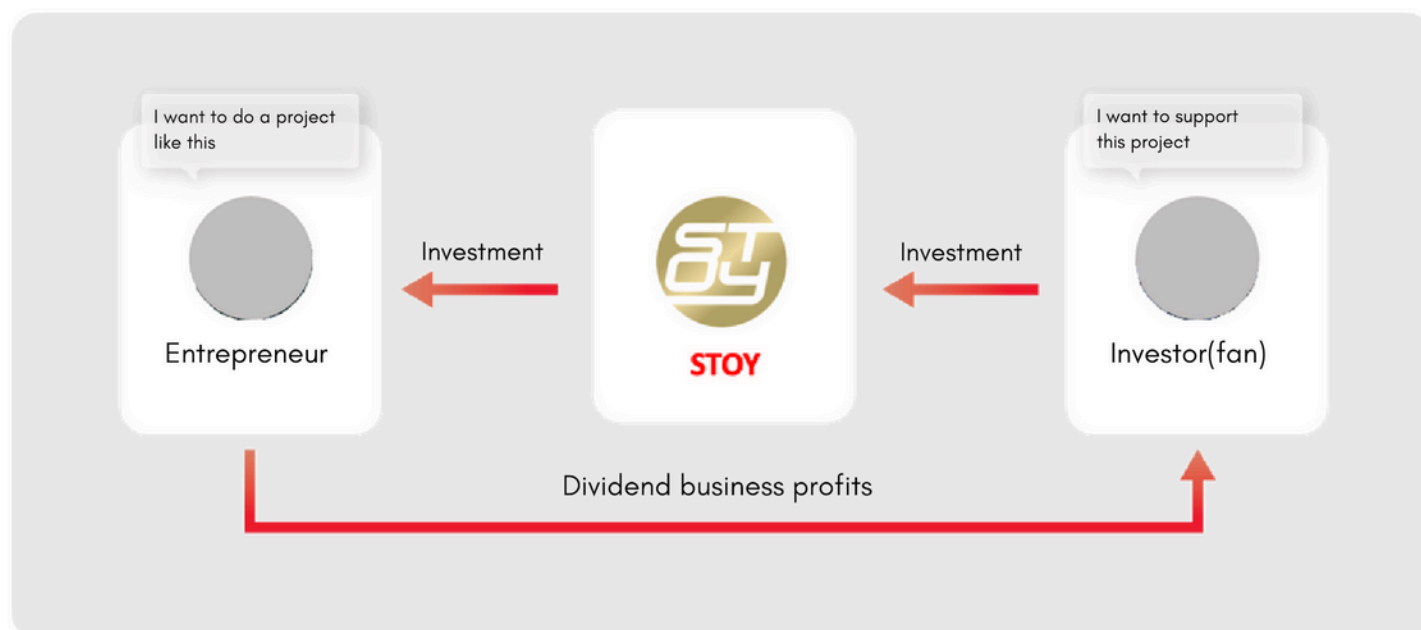 I want to do a project
like this
I want to support
this project
Investment
Investment
STOY
STOY
Entrepreneur
Investor(fan)
Dividend business profits